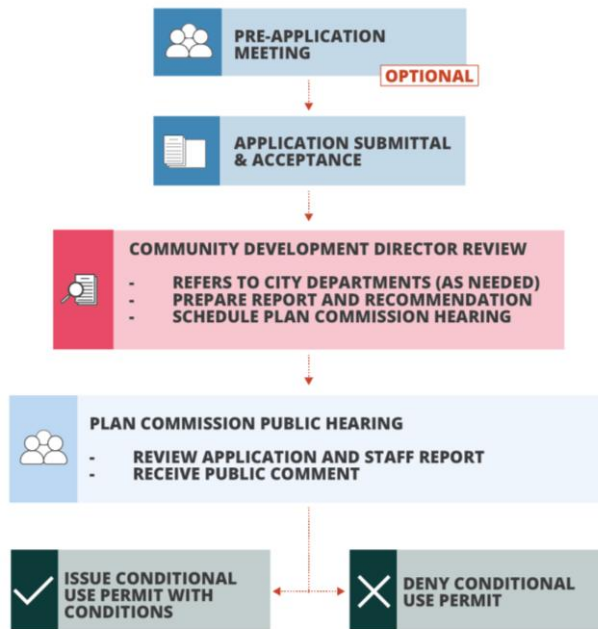 PRE-APPLICATION
MEETING
OPTIONAL
APPLICATION SUBMITTAL
& ACCEPTANCE
COMMUNITY DEVELOPMENT DIRECTOR REVIEW
- REFERS TO CITY DEPARTMENTS (AS NEEDED)
- PREPARE REPORT AND RECOMMENDATION
- SCHEDULE PLAN COMMISSION HEARING
PLAN COMMISSION PUBLIC HEARING
- REVIEW APPLICATION AND STAFF REPORT
- RECEIVE PUBLIC COMMENT
ISSUE CONDITIONAL
USE PERMIT WITH
CONDITIONS
DENY CONDITIONAL
USE PERMIT